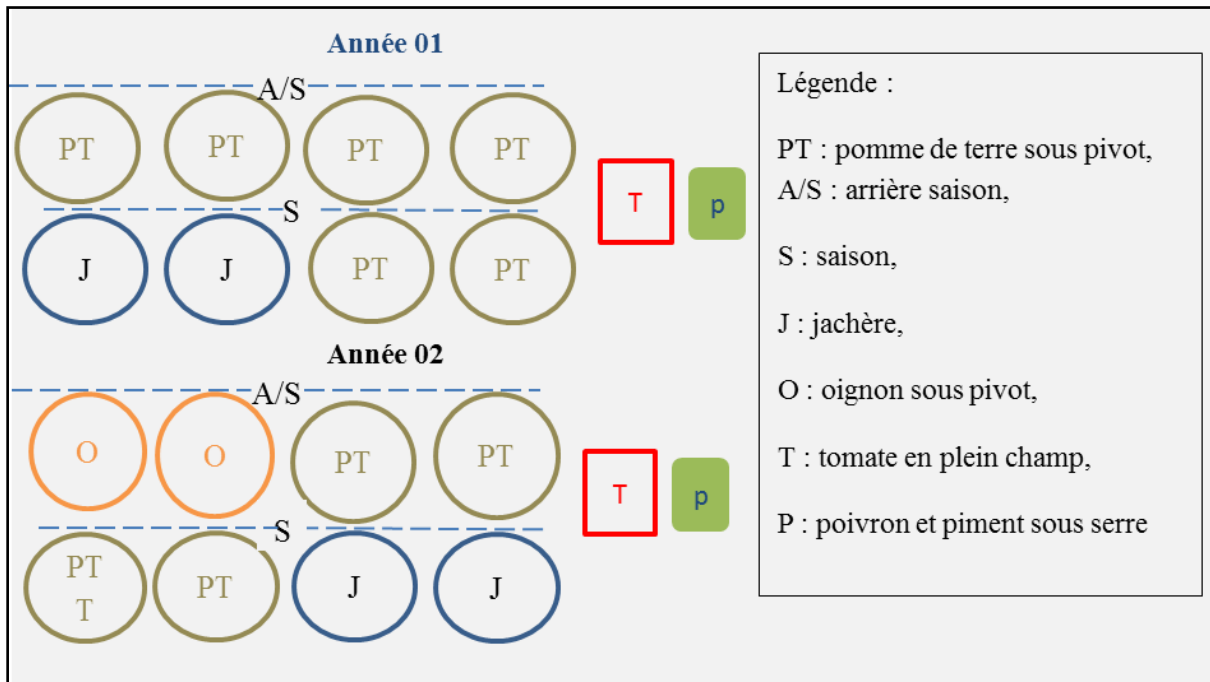 Année 01
A/S
PT PT PT PT
T p
S
J J PT PT
Année 02
A/S
O O PT PT
T p
S
PT PT J J
T
Légende :
PT : pomme de terre sous pivot,
A/S : arrière saison,
S : saison,
J : jachère,
O : oignon sous pivot,
T : tomate en plein champ,
P : poivron et piment sous serre